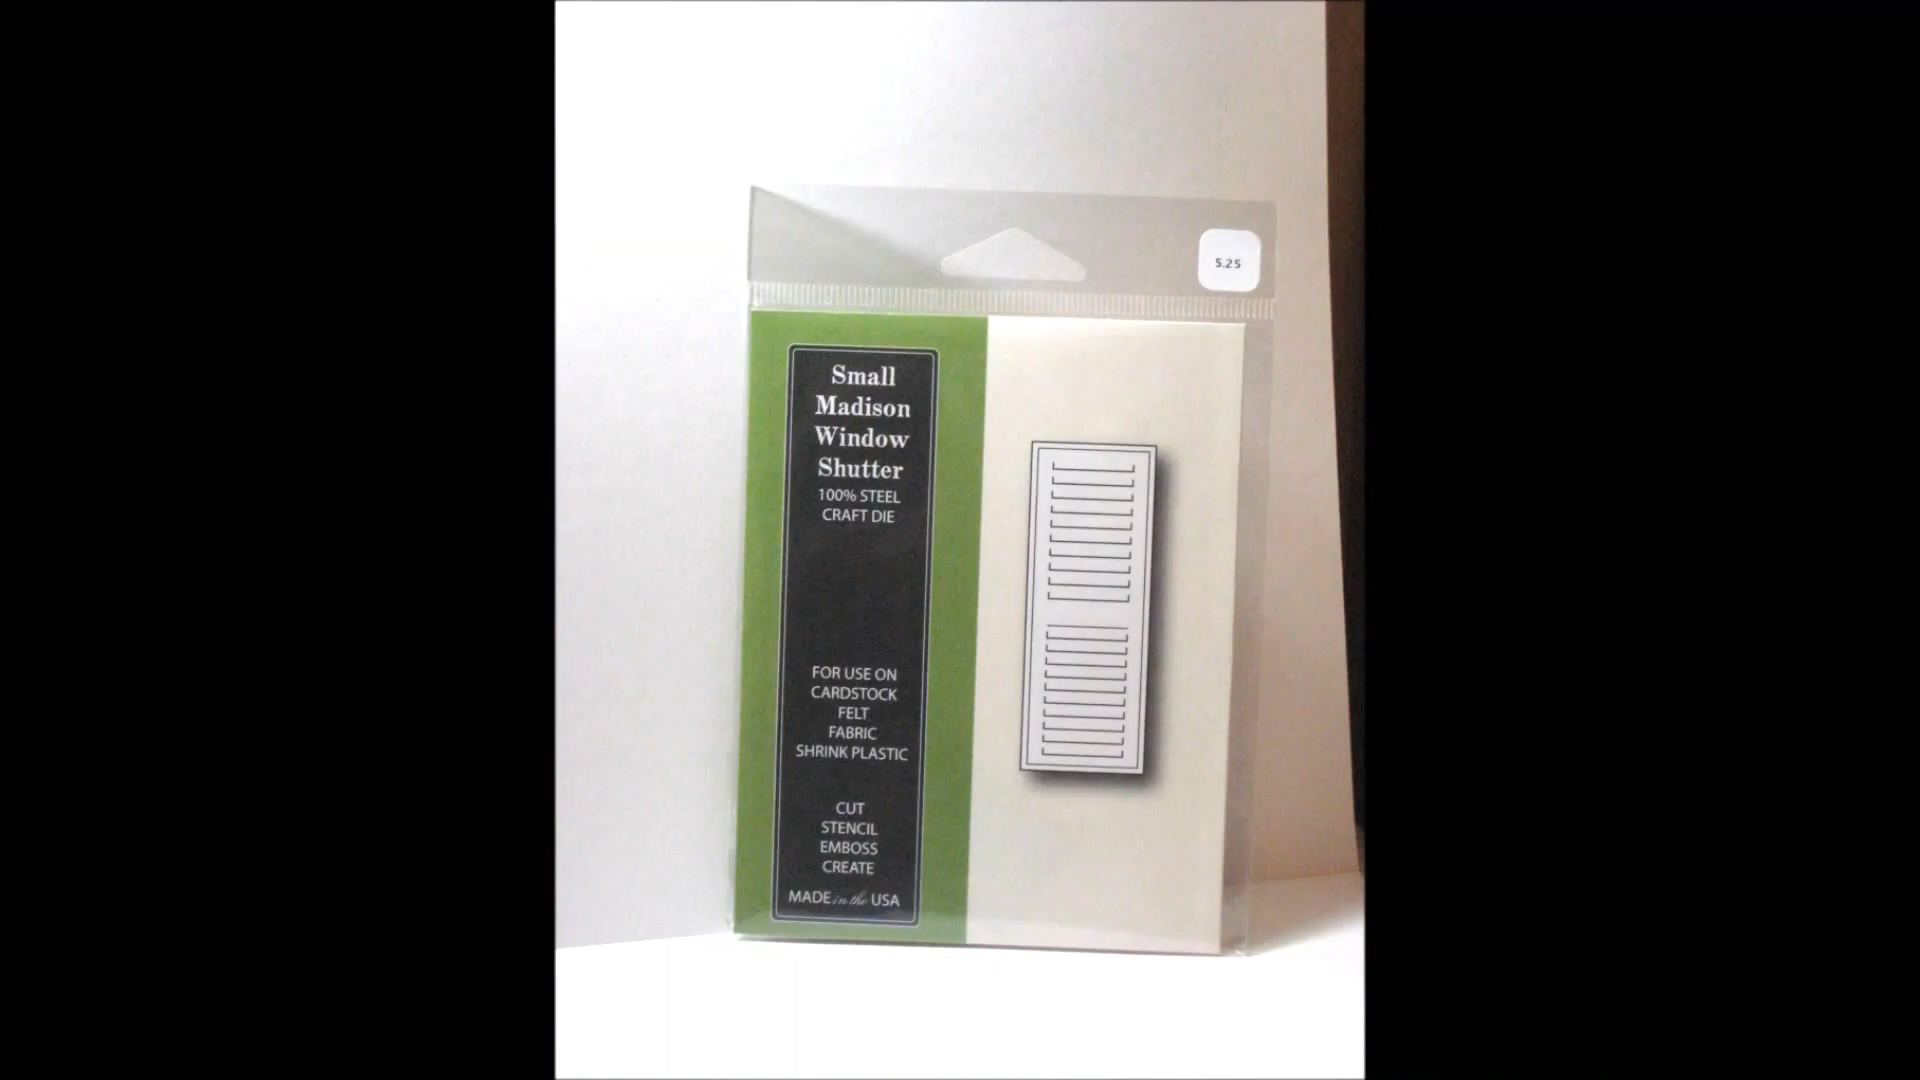 5.25
Small
Madison
Window
Shutter
100% STEEL
CRAFT DIE
FOR USE ON
CARDSTOCK
FELT
FABRIC
SHRINK PLASTIC
CUT
STENCIL
EMBOSS
CREATE
MADE in the USA